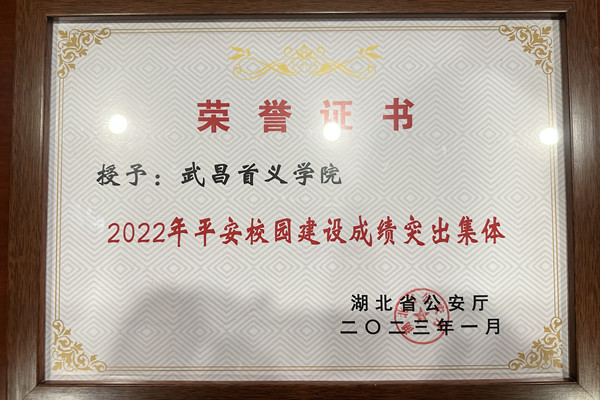 荣誉证书
授予：武昌首义学院
2022年平安校园建设成绩突出集体
湖北省公安厅
二〇二三年一月